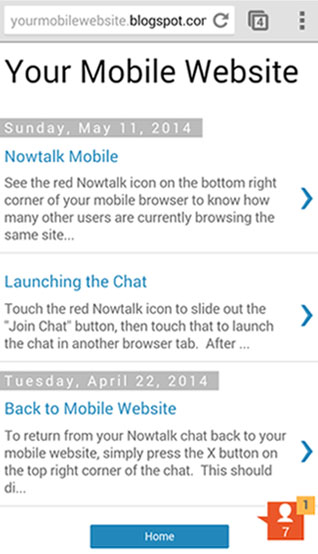 yourmobilewebsite.blogspot.cor
4
Your Mobile Website
Sunday, May 11, 2014
Nowtalk Mobile
See the red Nowtalk icon on the bottom right
corner of your mobile browser to know how
many other users are currently browsing the
same site...
Launching the Chat
Touch the red Nowtalk icon to slide out the
"Join Chat" button, then touch that to launch
the chat in another browser tab.  After ...
Tuesday, April 22, 2014
Back to Mobile Website
To return from your Nowtalk chat back to your
mobile website, simply press the X button on
the top right corner of the chat.  This should
di...
1
7
Home